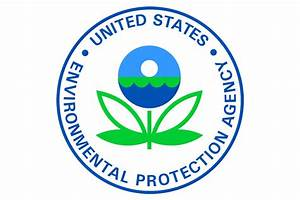 UNITED STATES
ENVIRONMENTAL PROTECTION AGENCY